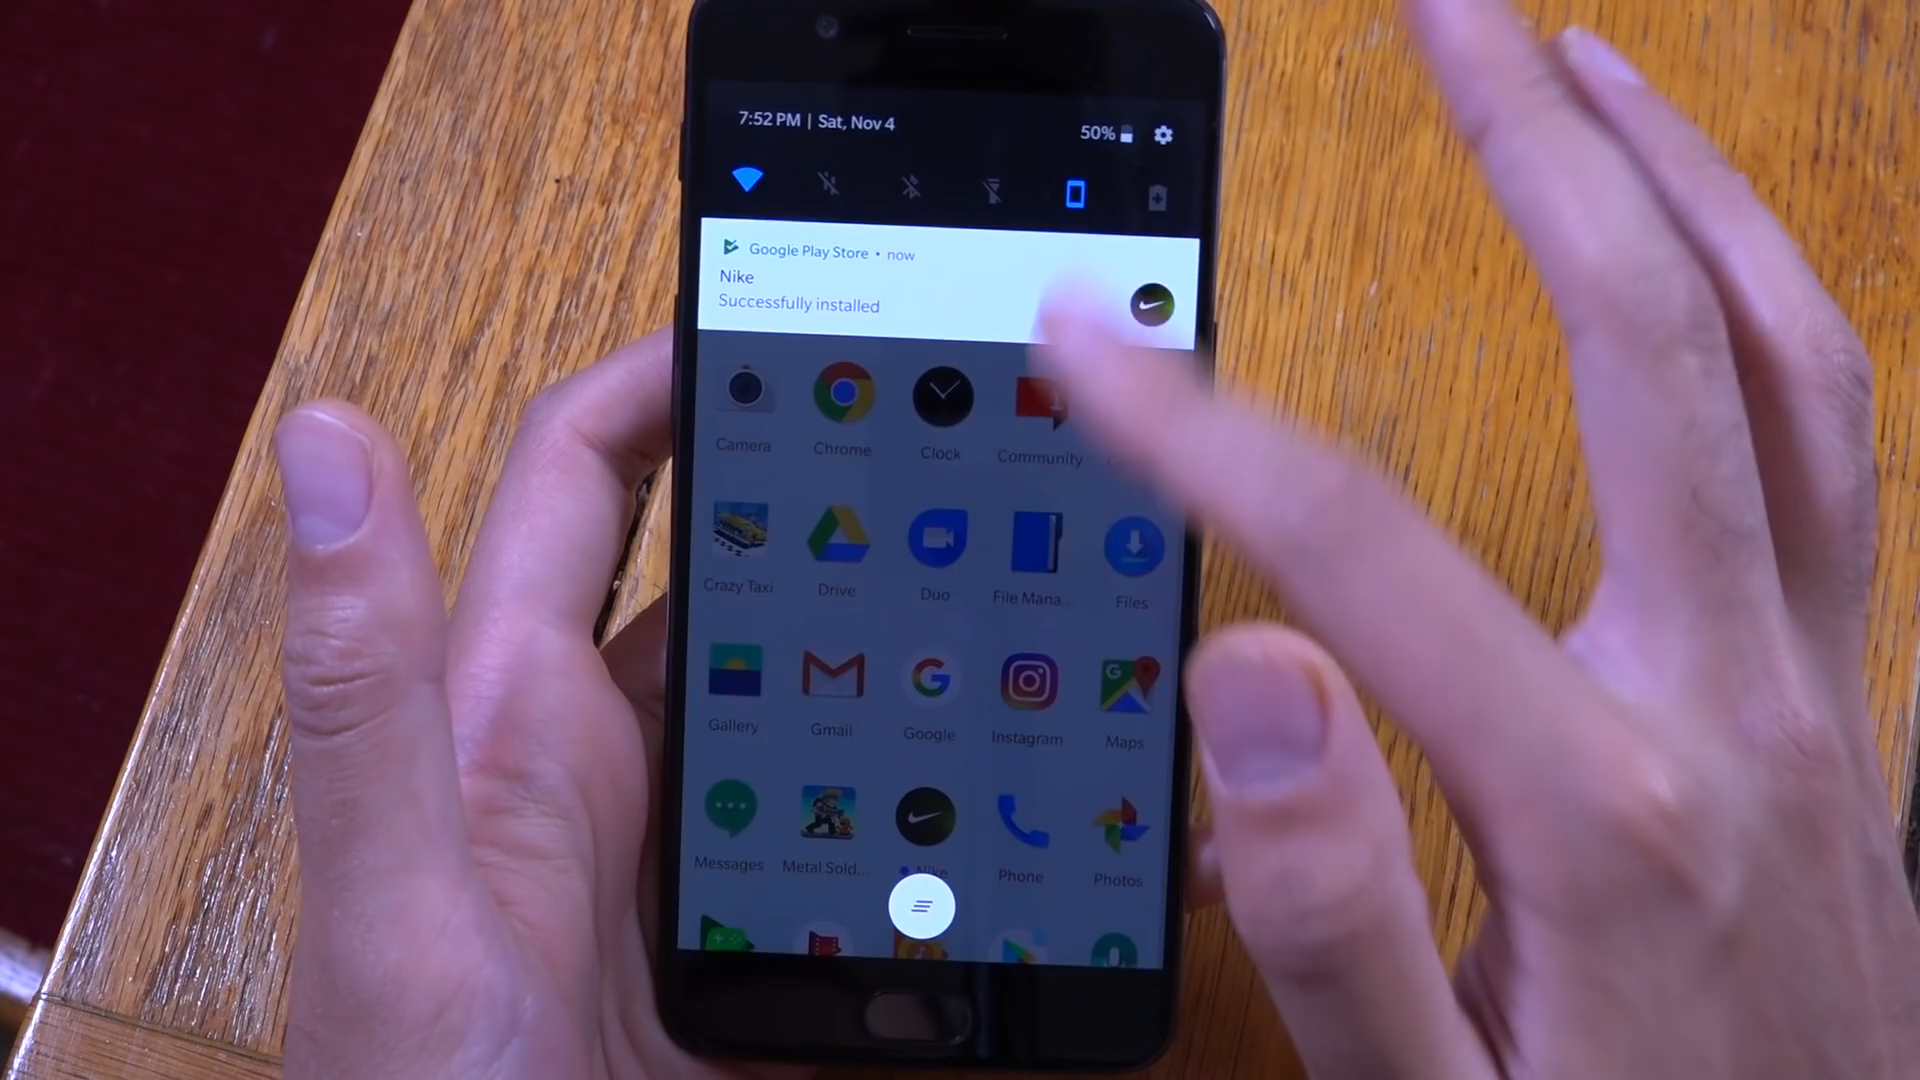 7:52 PM | Sat, Nov 4
50%
Google Play Store • now
Nike
Successfully installed
Camera
Chrome
Clock
Community
Crazy Taxi
Drive
Duo
File Mana...
Files
Gallery
Gmail
Google
Instagram
Maps
Messages
Metal Sold...
Nike
Phone
Photos